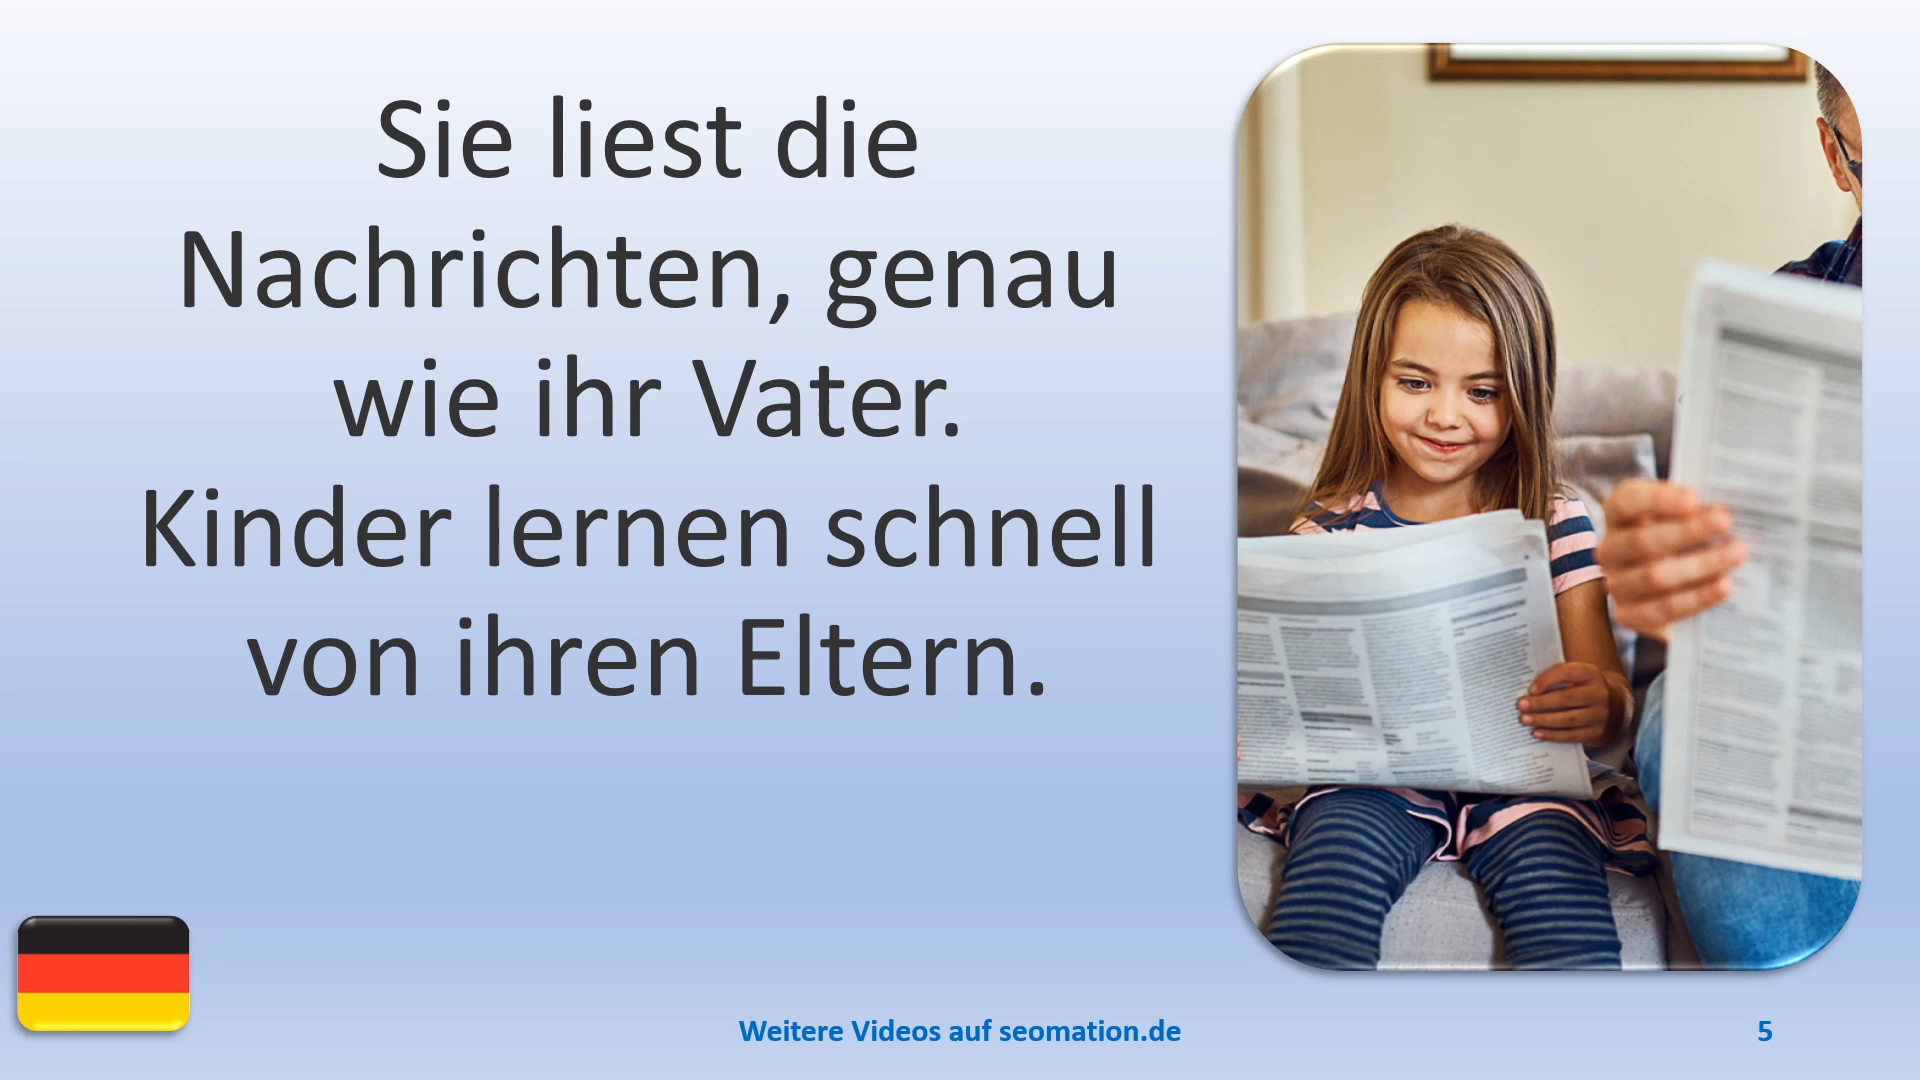 Sie liest die
Nachrichten, genau
wie ihr Vater.
Kinder lernen schnell
von ihren Eltern.
Weitere Videos auf seomation.de
5